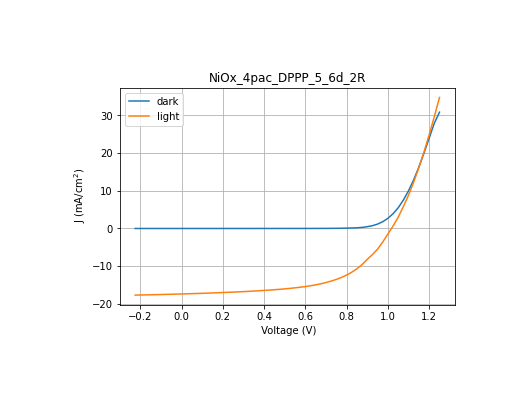 NiOx_4pac_DPPP_5_6d_2R
dark
light
30
20
10
0
−10
−20
J (mA/cm²)
−0.2 0.0 0.2 0.4 0.6 0.8 1.0 1.2
Voltage (V)